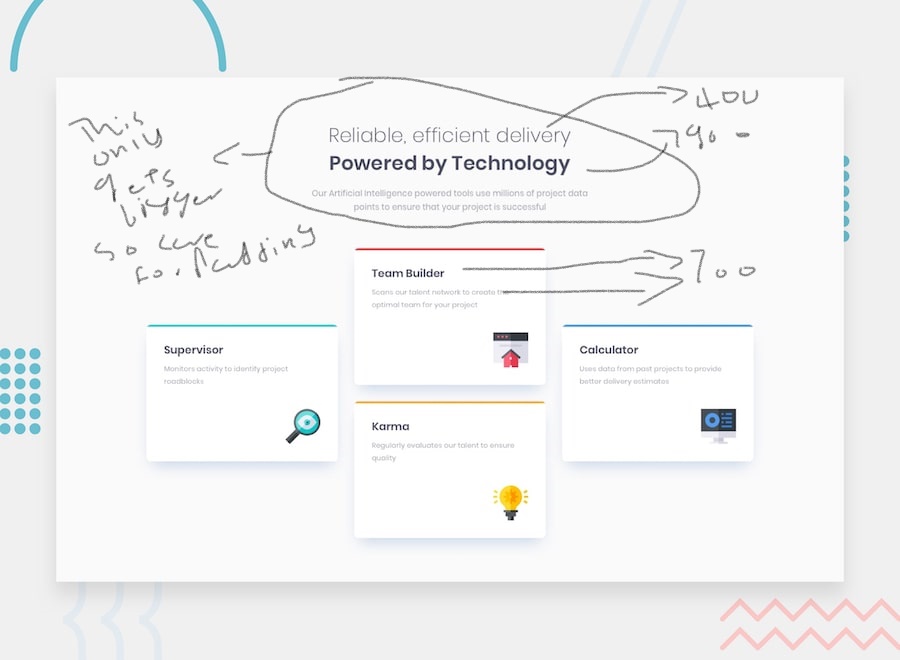 This
only
gets
bigger
so
for padding
400
Reliable, efficient delivery
Powered by Technology
Our Artificial Intelligence powered tools use millions of project data
points to ensure that your project is successful
Team Builder
Scans our talent network to create the
optimal team for your project
700
Supervisor
Monitors activity to identify project
roadblocks
Karma
Regularly evaluates our talent to ensure
quality
Calculator
Uses data from past projects to provide
better delivery estimates